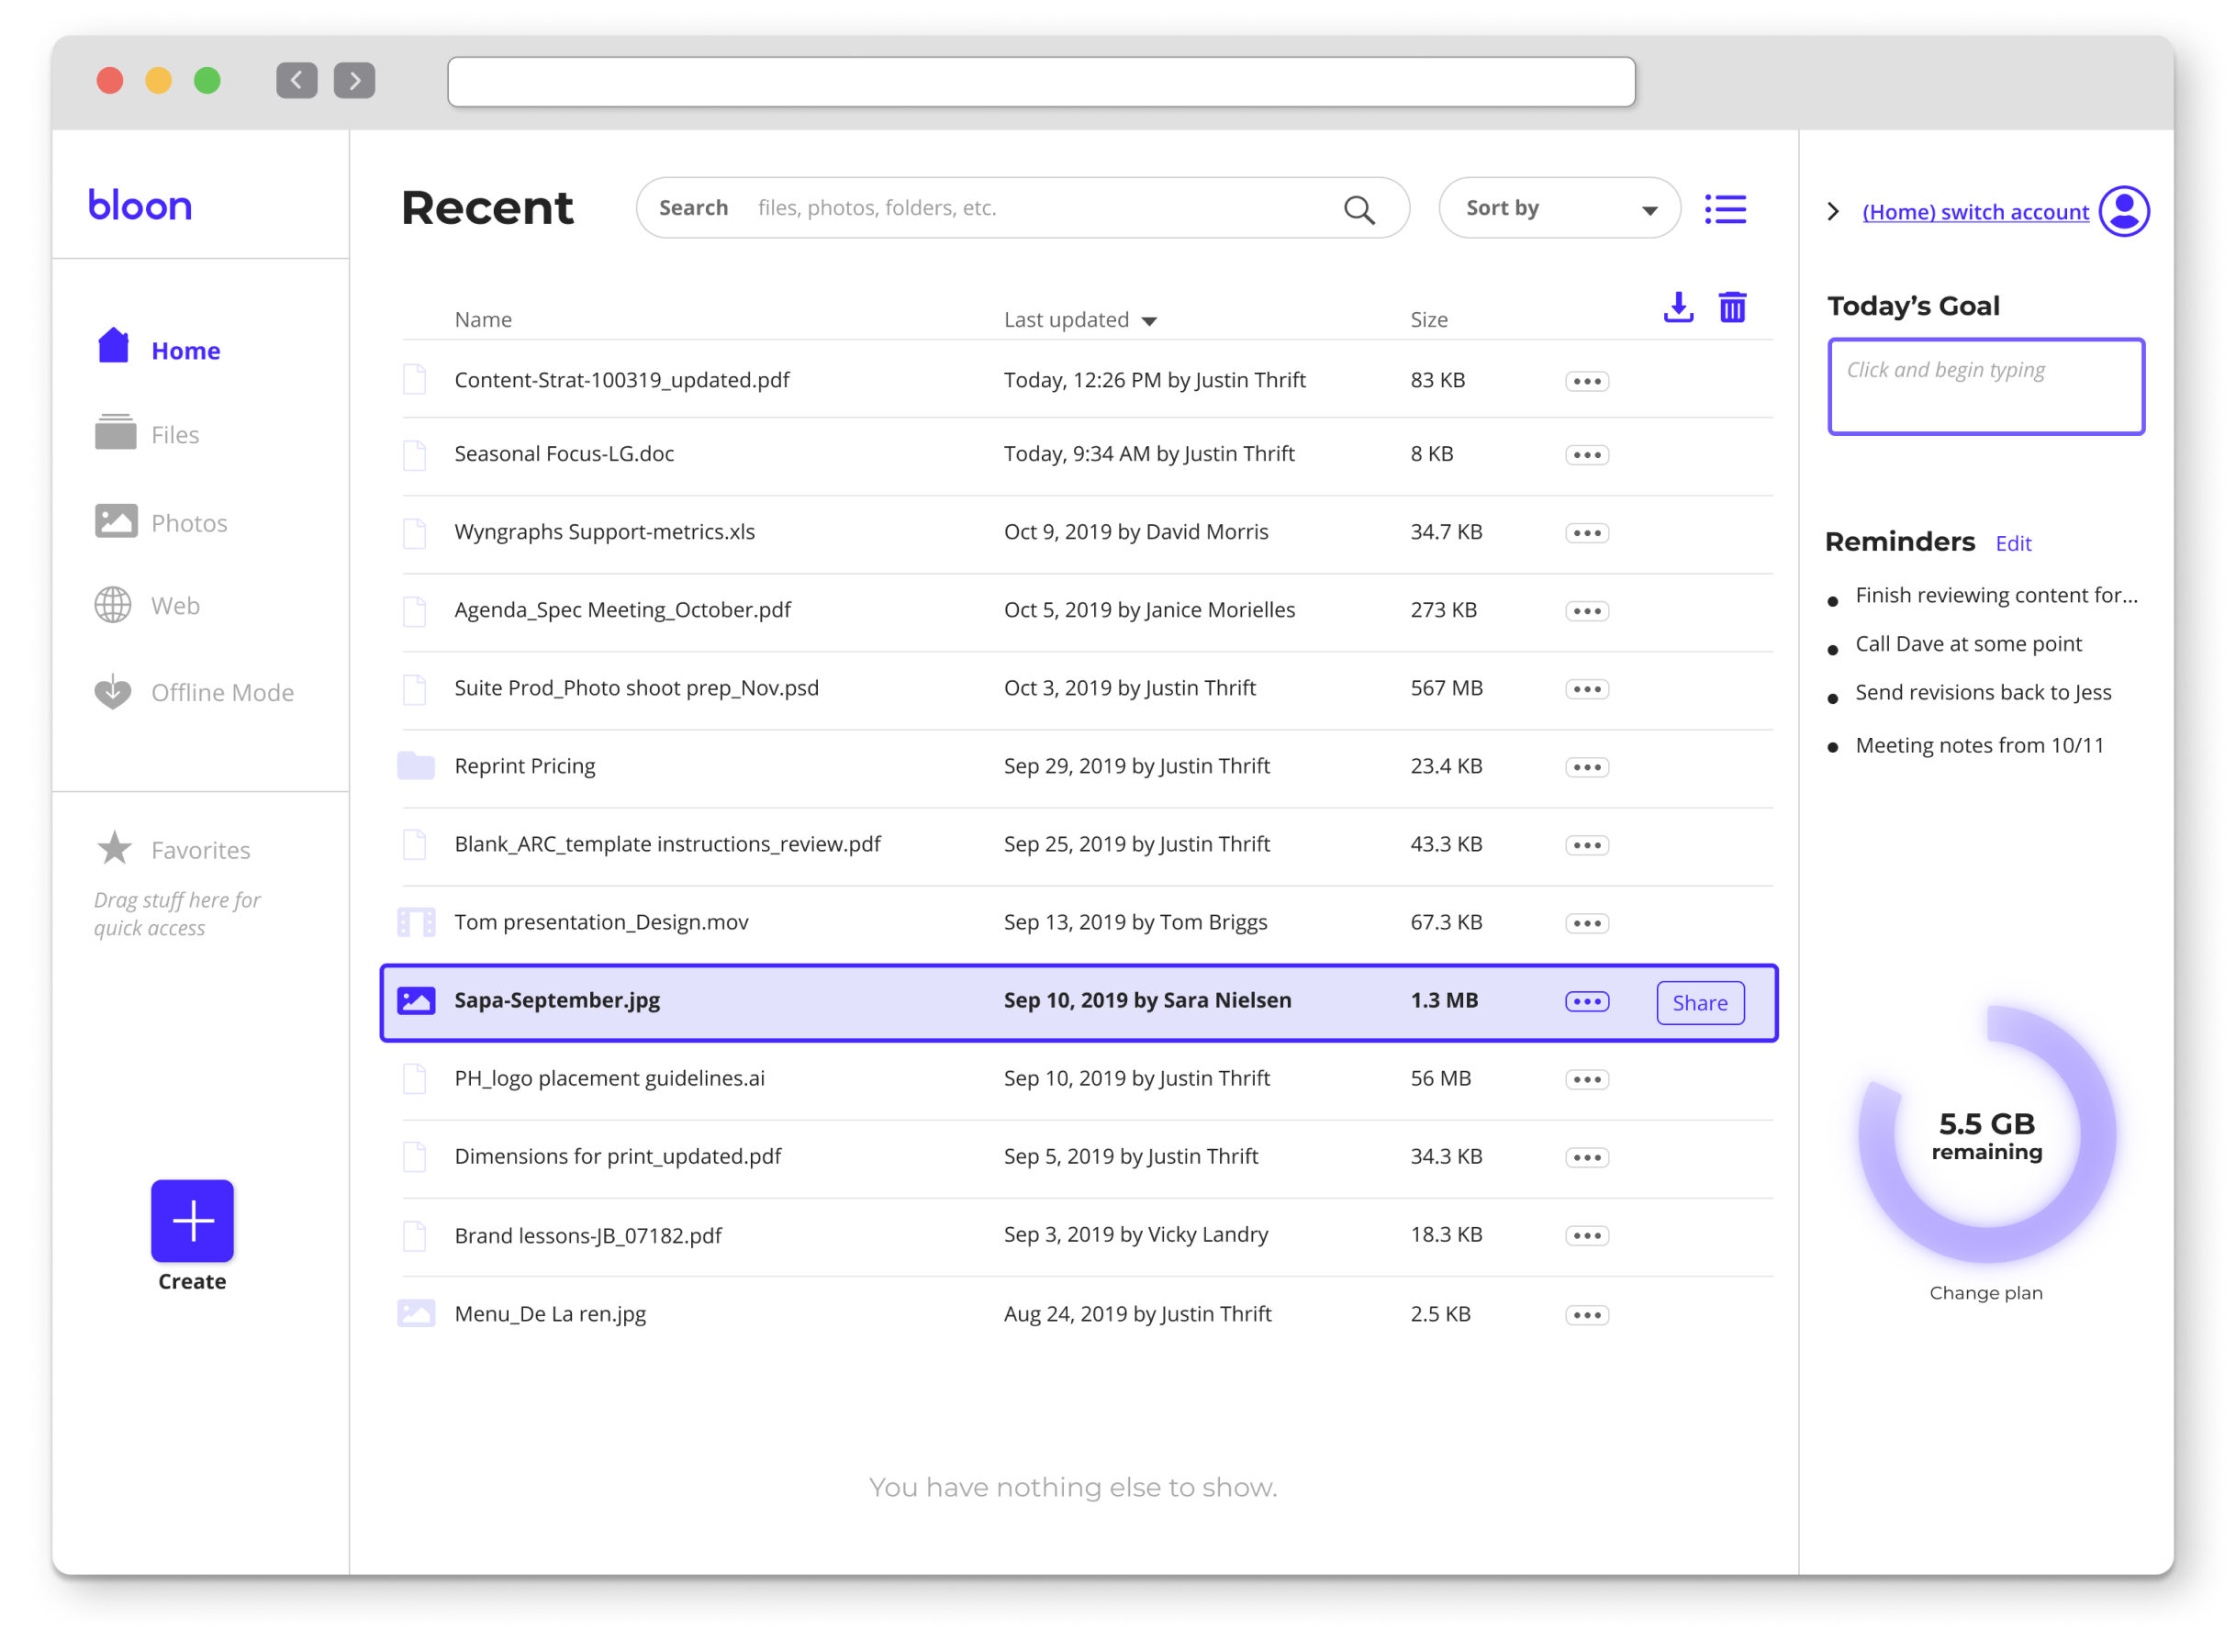 bloon
Home
Files
Photos
Web
Offline Mode
Favorites
Drag stuff here for
quick access
Create
Recent
Search files, photos, folders, etc.
Sort by
Name Last updated Size
Content-Strat-100319_updated.pdf Today, 12:26 PM by Justin Thrift 83 KB
Seasonal Focus-LG.doc Today, 9:34 AM by Justin Thrift 8 KB
Wyngraphs Support-metrics.xls Oct 9, 2019 by David Morris 34.7 KB
Agenda_Spec Meeting_October.pdf Oct 5, 2019 by Janice Morielles 273 KB
Suite Prod_Photo shoot prep_Nov.psd Oct 3, 2019 by Justin Thrift 567 MB
Reprint Pricing Sep 29, 2019 by Justin Thrift 23.4 KB
Blank_ARC_template instructions_review.pdf Sep 25, 2019 by Justin Thrift 43.3 KB
Tom presentation_Design.mov Sep 13, 2019 by Tom Briggs 67.3 KB
Sapa-September.jpg Sep 10, 2019 by Sara Nielsen 1.3 MB Share
PH_logo placement guidelines.ai Sep 10, 2019 by Justin Thrift 56 MB
Dimensions for print_updated.pdf Sep 5, 2019 by Justin Thrift 34.3 KB
Brand lessons-JB_07182.pdf Sep 3, 2019 by Vicky Landry 18.3 KB
Menu_De La ren.jpg Aug 24, 2019 by Justin Thrift 2.5 KB
You have nothing else to show.
(Home) switch account
Today’s Goal
Click and begin typing
Reminders Edit
Finish reviewing content for...
Call Dave at some point
Send revisions back to Jess
Meeting notes from 10/11
5.5 GB
remaining
Change plan